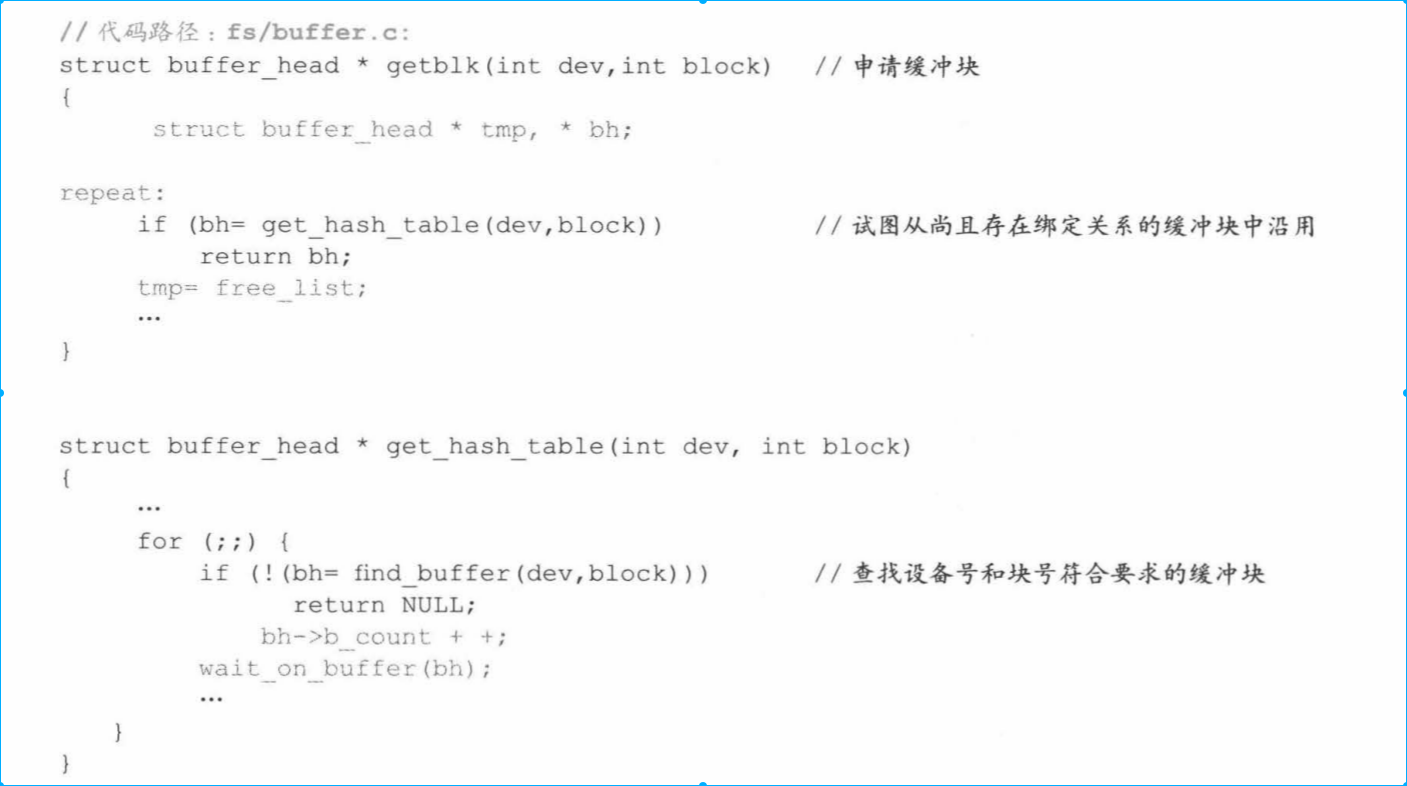 // 代码路径：fs/buffer.c:
struct buffer_head * getblk(int dev,int block) // 申请缓冲块
{
struct buffer_head * tmp, * bh;
repeat:
if (bh= get_hash_table(dev,block)) // 试图从尚且存在绑定关系的缓冲块中沿用
return bh;
tmp= free_list;
…
}
struct buffer_head * get_hash_table(int dev, int block)
{
…
for (;;) {
if (!(bh= find_buffer(dev,block))) // 查找设备号和块号符合要求的缓冲块
return NULL;
bh->b_count + +;
wait_on_buffer(bh);
…
}
}